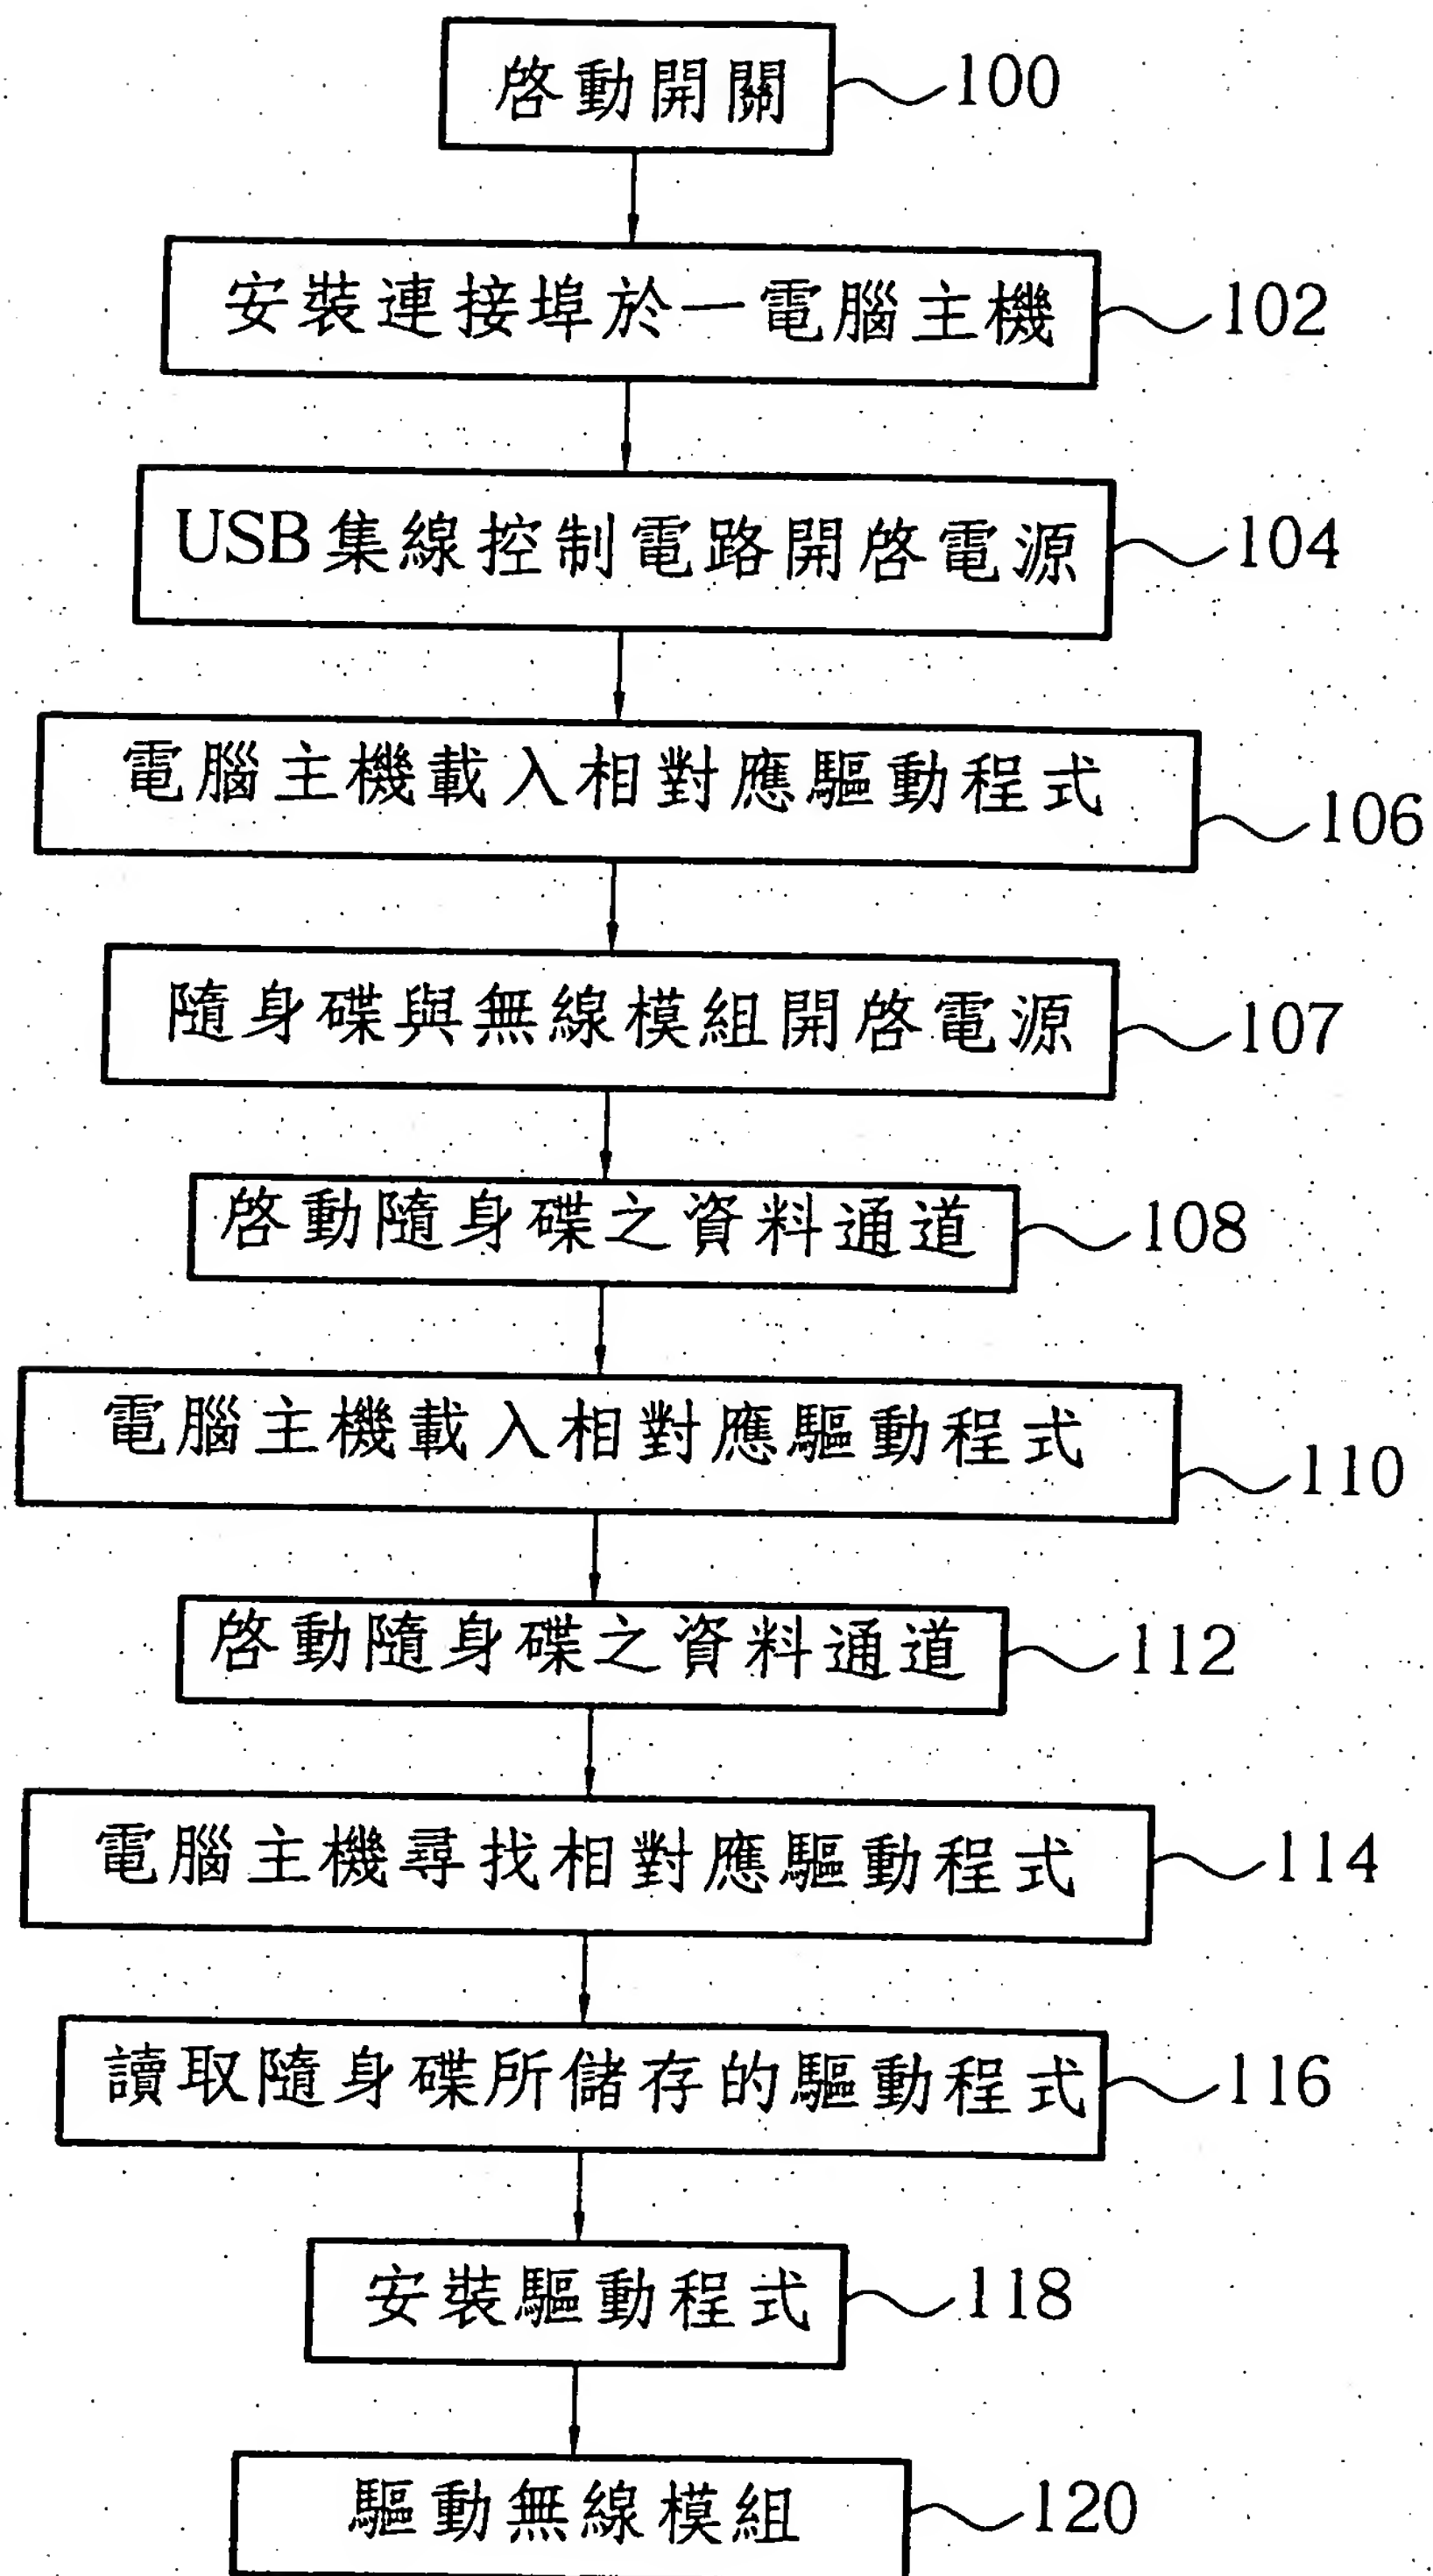 啓動開關 100
安裝連接埠於一電腦主機 102
USB集線控制電路開啓電源 104
電腦主機載入相對應驅動程式 106
隨身碟與無線模組開啓電源 107
啓動隨身碟之資料通道 108
電腦主機載入相對應驅動程式 110
啓動隨身碟之資料通道 112
電腦主機尋找相對應驅動程式 114
讀取隨身碟所儲存的驅動程式 116
安裝驅動程式 118
驅動無線模組 120